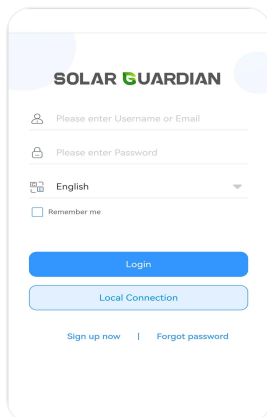 SOLAR GUARDIAN
Please enter Username or Email
Please enter Password
English
Remember me
Login
Local Connection
Sign up now | Forgot password